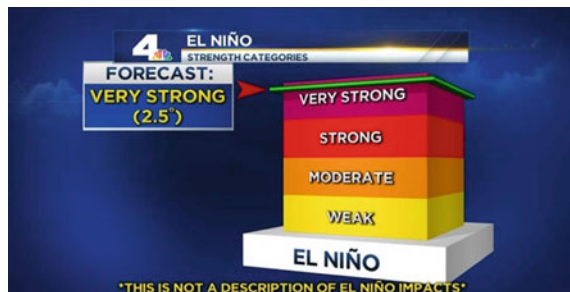 4
EL NIÑO
STRENGTH CATEGORIES
FORECAST:
VERY STRONG
(2.5°)
VERY STRONG
STRONG
MODERATE
WEAK
EL NIÑO
*THIS IS NOT A DESCRIPTION OF EL NIÑO IMPACTS*